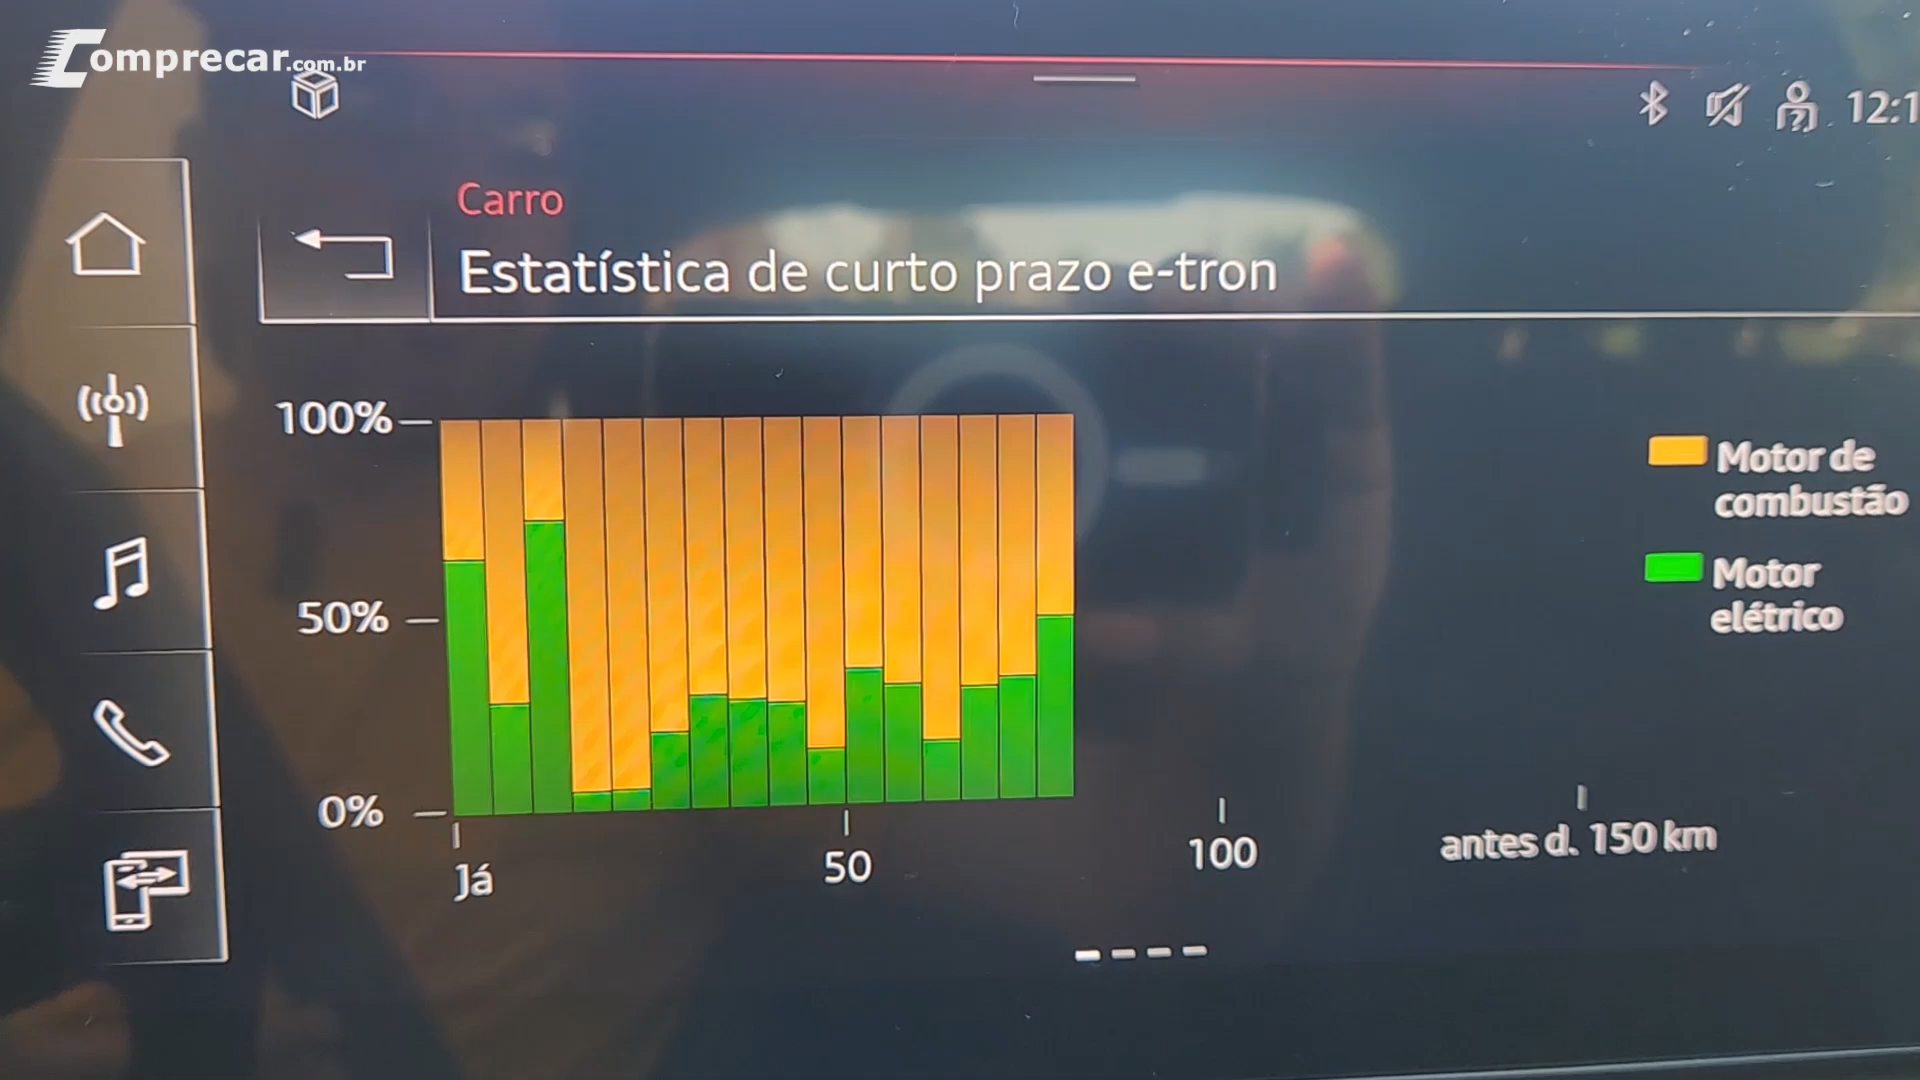 Comprecar.com.br
12:1
Carro
Estatística de curto prazo e-tron
100%
50%
0%
Já
50
100
antes d. 150 km
Motor de
combustão
Motor
elétrico